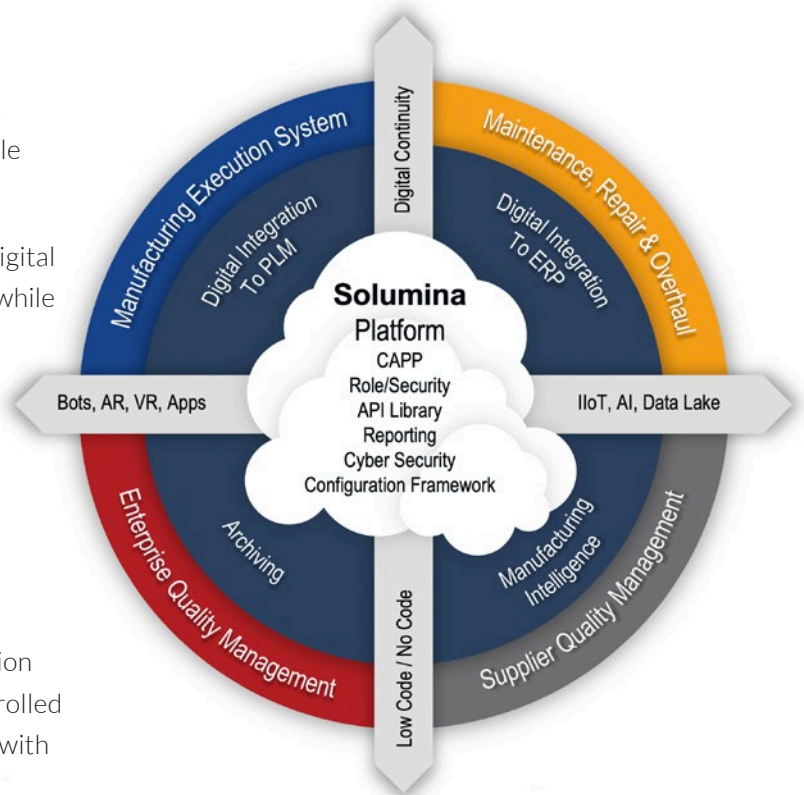 le
igital
while
ion
rolled
with
Digital Continuity
Manufacturing Execution System
Maintenance, Repair & Overhaul
Digital Integration
To PLM
Digital Integration
To ERP
Solumina
Platform
CAPP
Role/Security
API Library
Reporting
Cyber Security
Configuration Framework
Bots, AR, VR, Apps
IIoT, AI, Data Lake
Archiving
Manufacturing
Intelligence
Enterprise Quality Management
Supplier Quality Management
Low Code / No Code